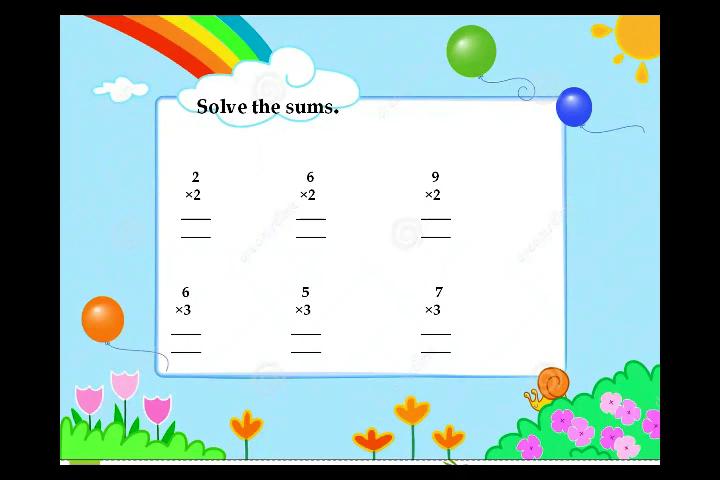 Solve the sums.
2 6 9
×2 ×2 ×2
6 5 7
×3 ×3 ×3